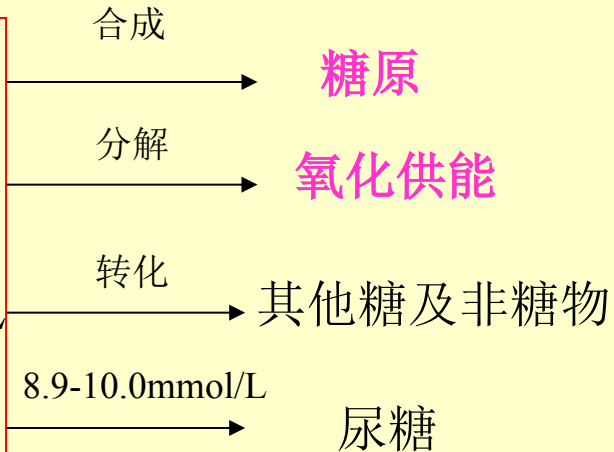 合成
糖原
分解
氧化供能
转化
其他糖及非糖物
8.9-10.0mmol/L
尿糖